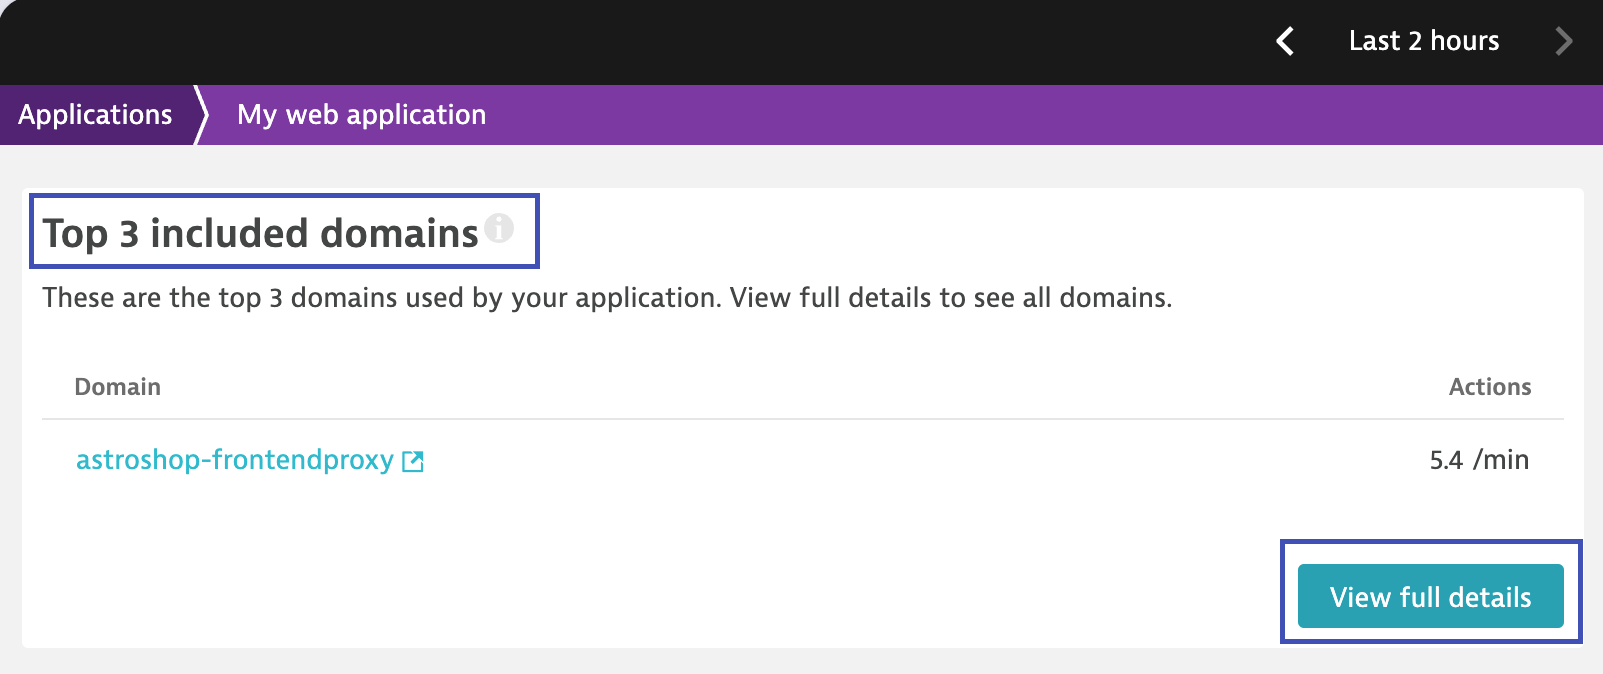 Last 2 hours
Applications
My web application
Top 3 included domains
These are the top 3 domains used by your application. View full details to see all domains.
Domain Actions
astroshop-frontendproxy 5.4 /min
View full details